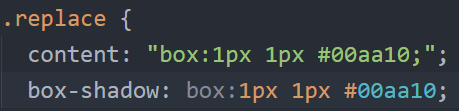 .replace {
content: "box:1px 1px #00aa10;";
box-shadow: box:1px 1px #00aa10;